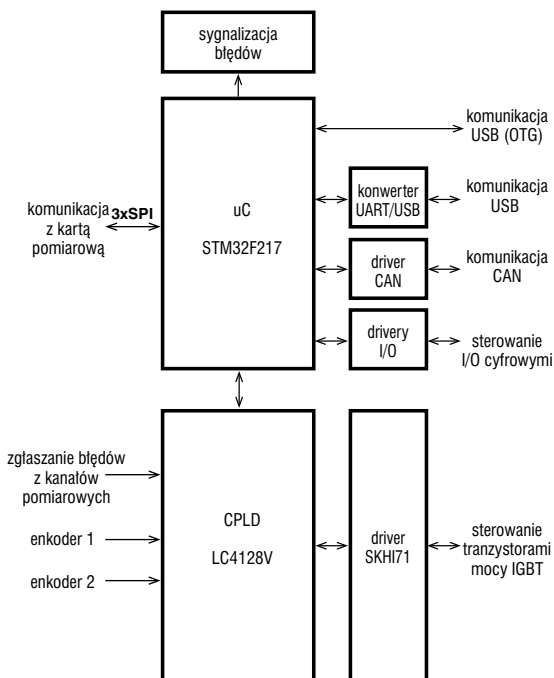 sygnalizacja
błędów
komunikacja
USB (OTG)
uC
STM32F217
komunikacja
z kartą
pomiarową
3xSPI
konwerter
UART/USB
komunikacja
USB
driver
CAN
komunikacja
CAN
drivery
I/O
sterowanie
I/O cyfrowymi
zgłaszanie błędów
z kanałów
pomiarowych
enkoder 1
enkoder 2
CPLD
LC4128V
driver
SKHI71
sterowanie
tranzystorami
mocy IGBT